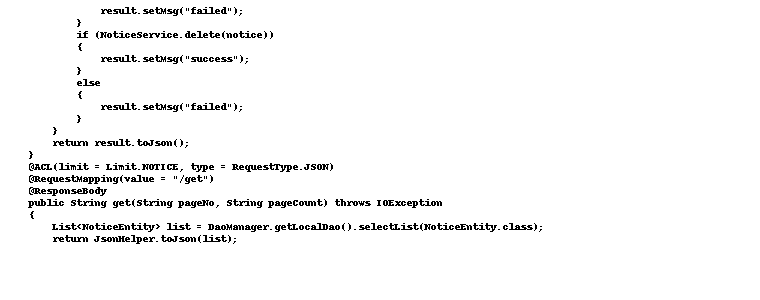 result.setMsg("failed");
}
if (NoticeService.delete(notice))
{
result.setMsg("success");
}
else
{
result.setMsg("failed");
}
}
return result.toJson();
}
@ACL(limit = Limit.NOTICE, type = RequestType.JSON)
@RequestMapping(value = "/get")
@ResponseBody
public String get(String pageNo, String pageCount) throws IOException
{
List<NoticeEntity> list = DaoManager.getLocalDao().selectList(NoticeEntity.class);
return JsonHelper.toJson(list);